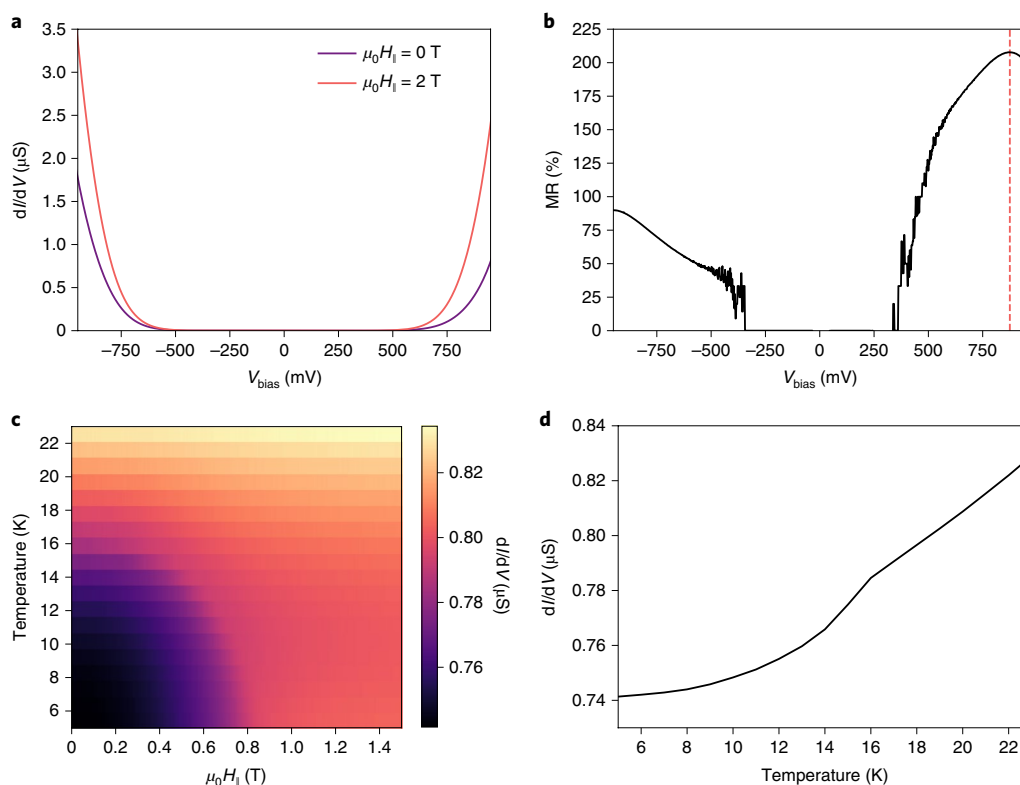 a
3.5
3.0
2.5
2.0
1.5
1.0
0.5
0
dI/dV (μS)
μ₀H∥ = 0 T
μ₀H∥ = 2 T
−750 −500 −250 0 250 500 750
V_bias (mV)
b
225
200
175
150
125
100
75
50
25
0
MR (%)
−750 −500 −250 0 250 500 750
V_bias (mV)
c
22
20
18
16
14
12
10
8
6
Temperature (K)
0 0.2 0.4 0.6 0.8 1.0 1.2 1.4
μ₀H∥ (T)
0.82
0.80
0.78
0.76
dI/dV (μS)
d
0.84
0.82
0.80
0.78
0.76
0.74
dI/dV (μS)
6 8 10 12 14 16 18 20 22
Temperature (K)